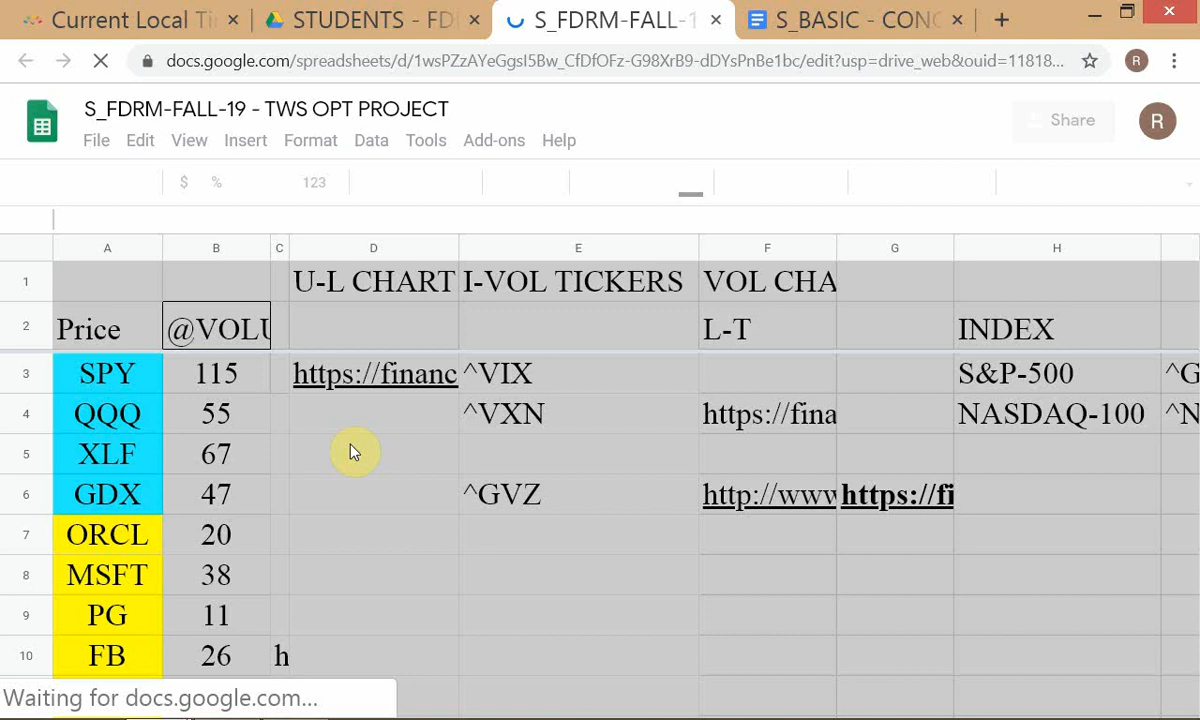 Current Local Ti
STUDENTS - FD
S_FDRM-FALL-1
S_BASIC - CONC
docs.google.com/spreadsheets/d/1wsPZzAYeGgsI5Bw_CfDfOFz-G98XrB9-dDYsPnBe1bc/edit?usp=drive_web&ouid=11818...
R
S_FDRM-FALL-19 - TWS OPT PROJECT
Share
R
File Edit View Insert Format Data Tools Add-ons Help
$ % 123
A B C D E F G H
1 U-L CHART I-VOL TICKERS VOL CHA
2 Price @VOLU L-T INDEX
3 SPY 115 https://financ ^VIX S&P-500 ^G
4 QQQ 55 ^VXN https://fina NASDAQ-100 ^N
5 XLF 67
6 GDX 47 ^GVZ http://www https://fi
7 ORCL 20
8 MSFT 38
9 PG 11
10 FB 26 h
Waiting for docs.google.com...